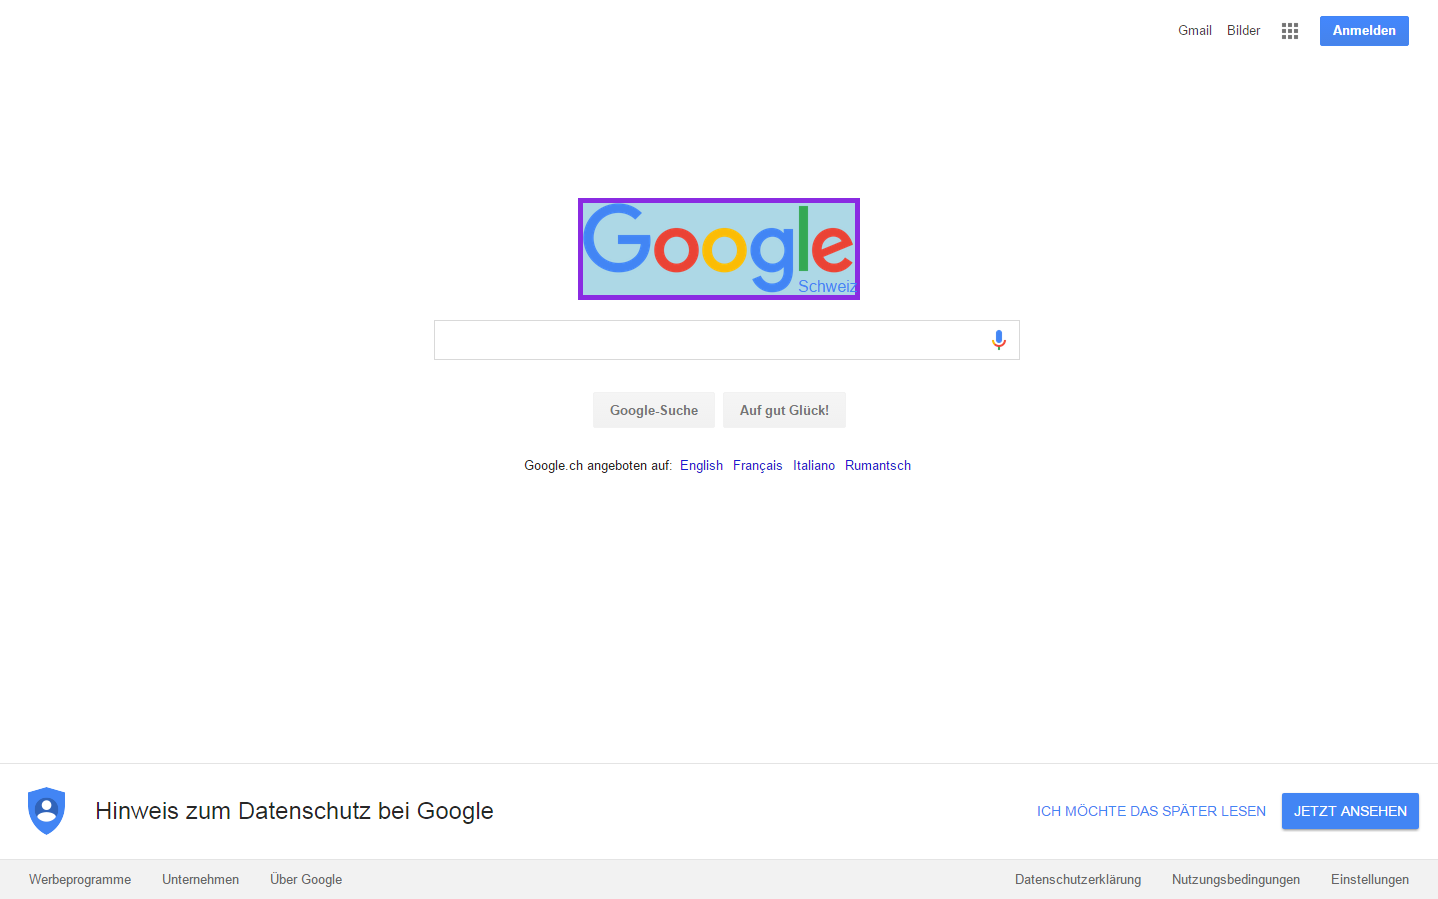 Gmail Bilder Anmelden
Google
Schweiz
Google-Suche Auf gut Glück!
Google.ch angeboten auf: English Français Italiano Rumantsch
Hinweis zum Datenschutz bei Google ICH MÖCHTE DAS SPÄTER LESEN JETZT ANSEHEN
Werbeprogramme Unternehmen Über Google Datenschutzerklärung Nutzungsbedingungen Einstellungen